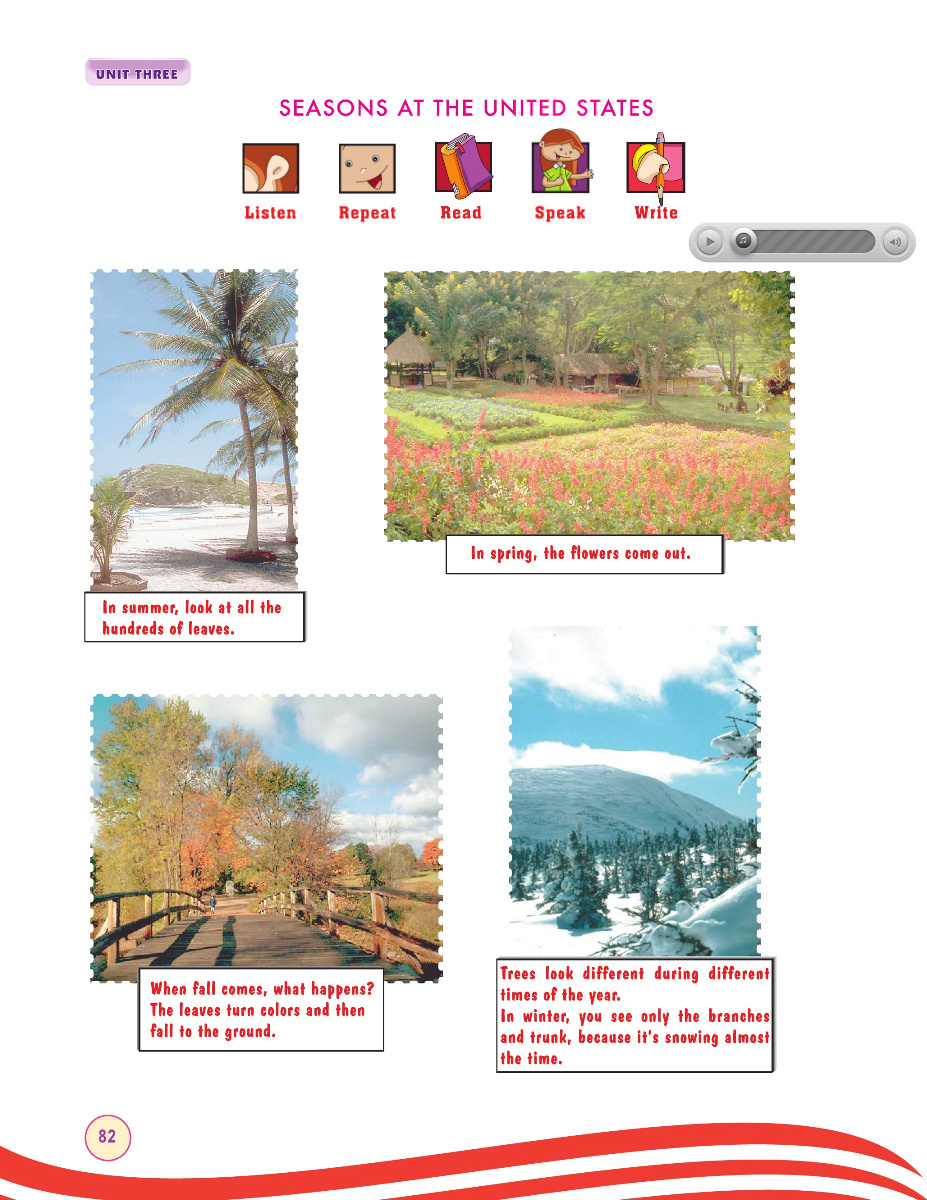 UNIT THREE
SEASONS AT THE UNITED STATES
Listen
Repeat
Read
Speak
Write
In spring, the flowers come out.
In summer, look at all the
hundreds of leaves.
When fall comes, what happens?
The leaves turn colors and then
fall to the ground.
Trees look different during different
times of the year.
In winter, you see only the branches
and trunk, because it's snowing almost
the time.
82